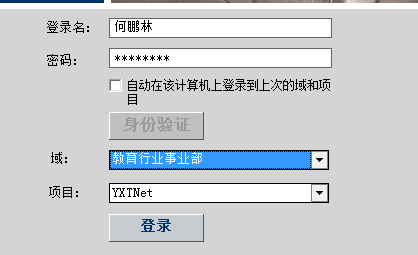 登录名： 何鹏林
密码： ********
自动在该计算机上登录到上次的域和项
目
身份验证
域： 教育行业事业部
项目： YXTNet
登录